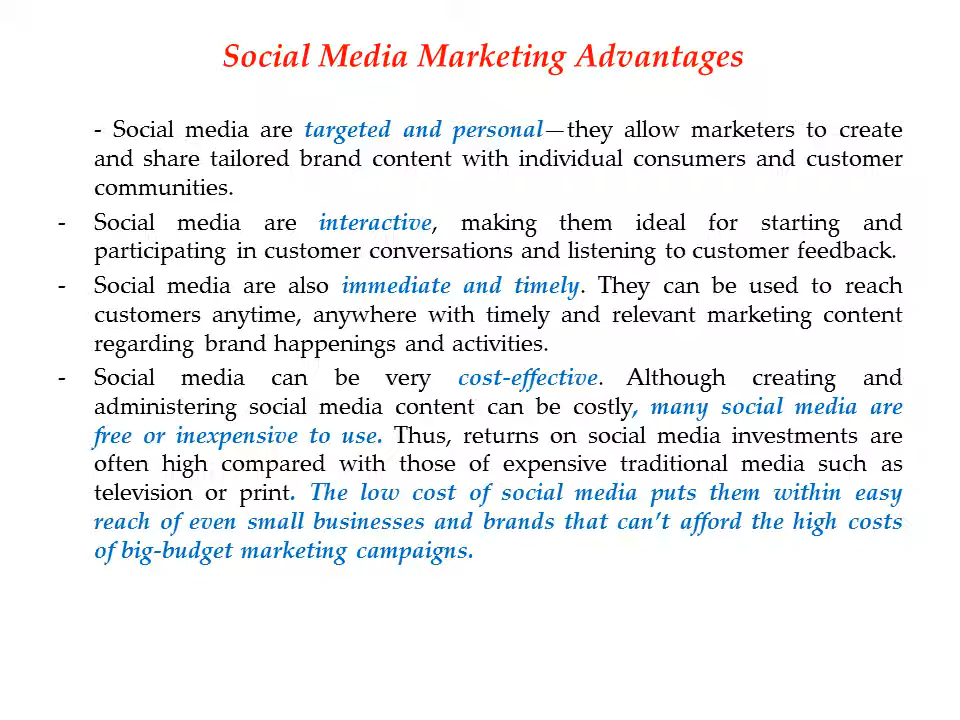 Social Media Marketing Advantages
- Social media are targeted and personal—they allow marketers to create
and share tailored brand content with individual consumers and customer
communities.
- Social media are interactive, making them ideal for starting and
participating in customer conversations and listening to customer feedback.
- Social media are also immediate and timely. They can be used to reach
customers anytime, anywhere with timely and relevant marketing content
regarding brand happenings and activities.
- Social media can be very cost-effective. Although creating and
administering social media content can be costly, many social media are
free or inexpensive to use. Thus, returns on social media investments are
often high compared with those of expensive traditional media such as
television or print. The low cost of social media puts them within easy
reach of even small businesses and brands that can’t afford the high costs
of big-budget marketing campaigns.